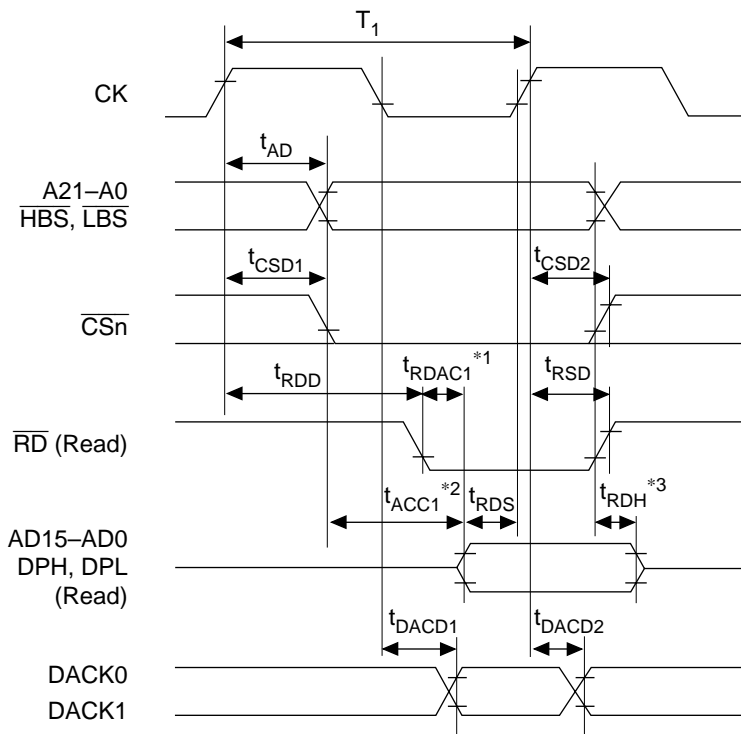 T1
CK
tAD
A21–A0
HBS, LBS
tCSD1 tCSD2
CSn
tRDD tRDAC1*1 tRSD
RD (Read)
tACC1*2 tRDS tRDH*3
AD15–AD0
DPH, DPL
(Read)
tDACD1 tDACD2
DACK0
DACK1